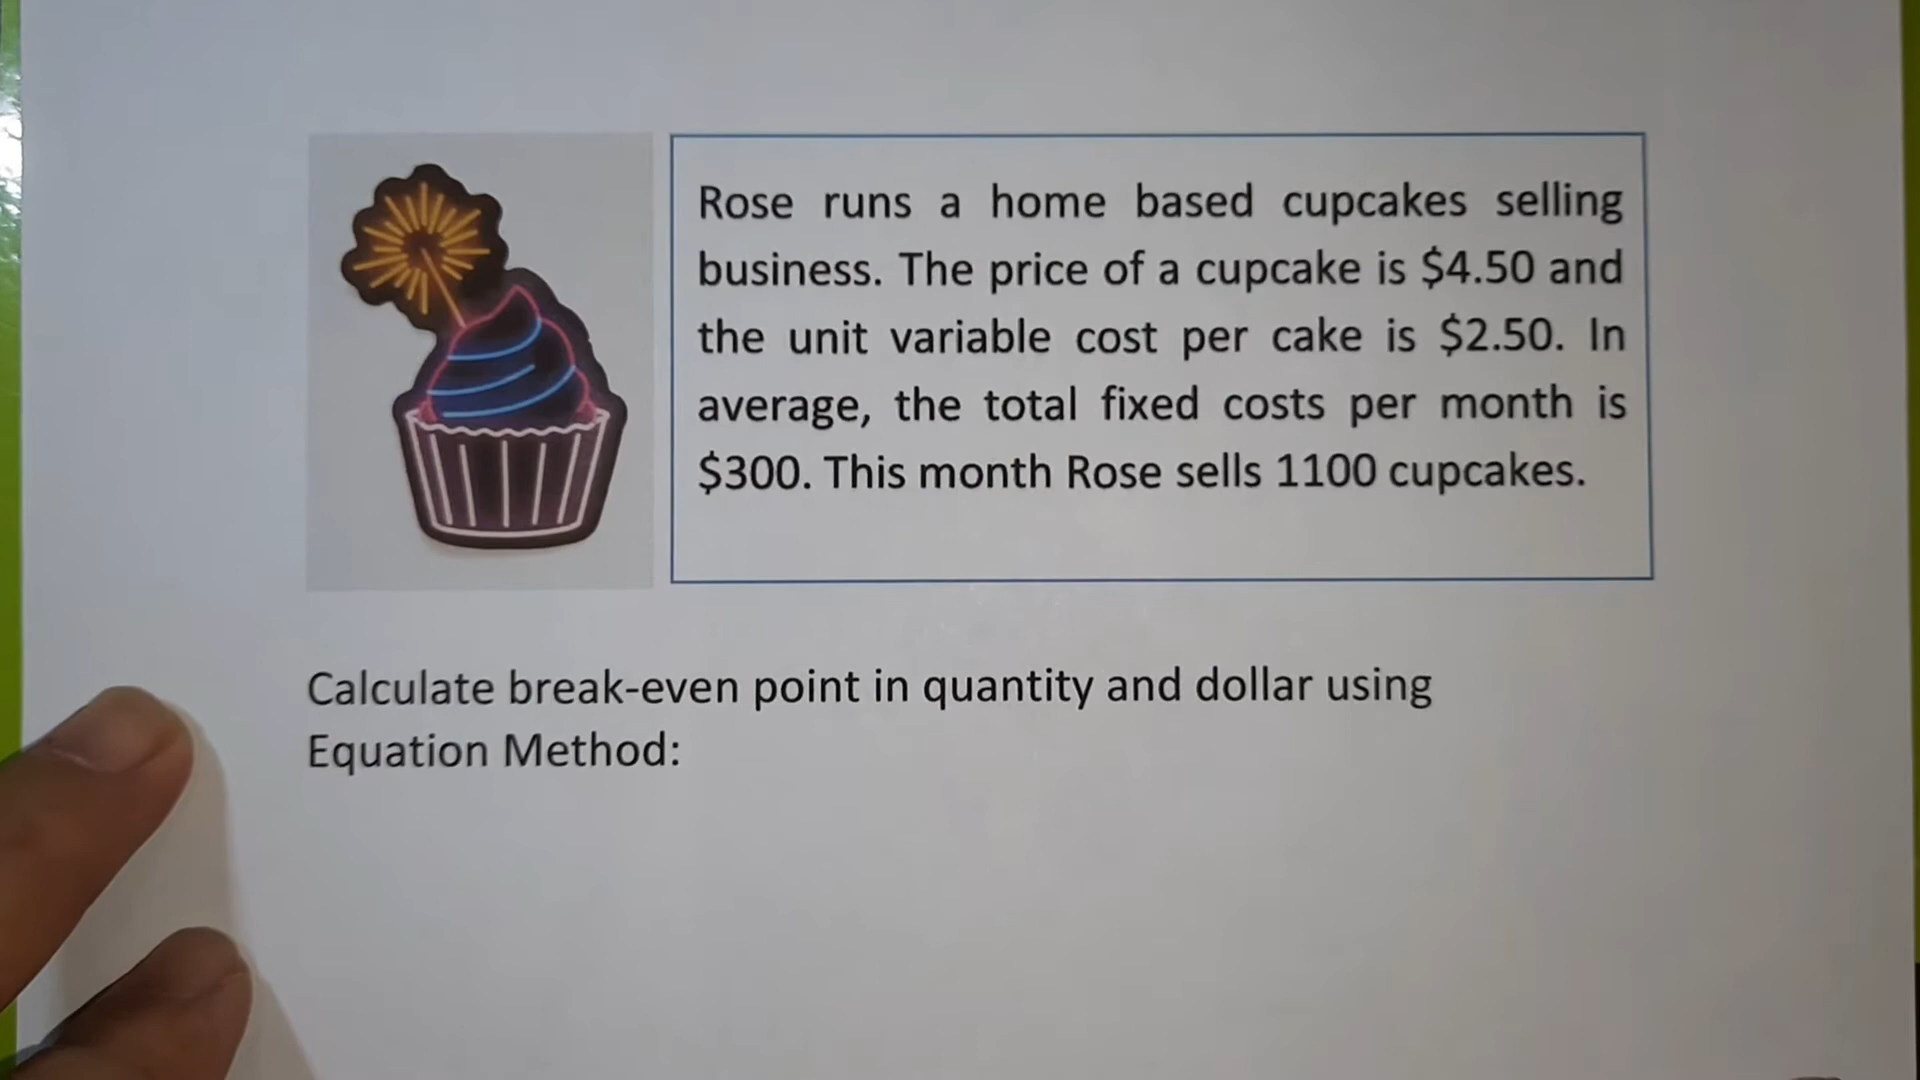 Rose runs a home based cupcakes selling
business. The price of a cupcake is $4.50 and
the unit variable cost per cake is $2.50. In
average, the total fixed costs per month is
$300. This month Rose sells 1100 cupcakes.
Calculate break-even point in quantity and dollar using
Equation Method: